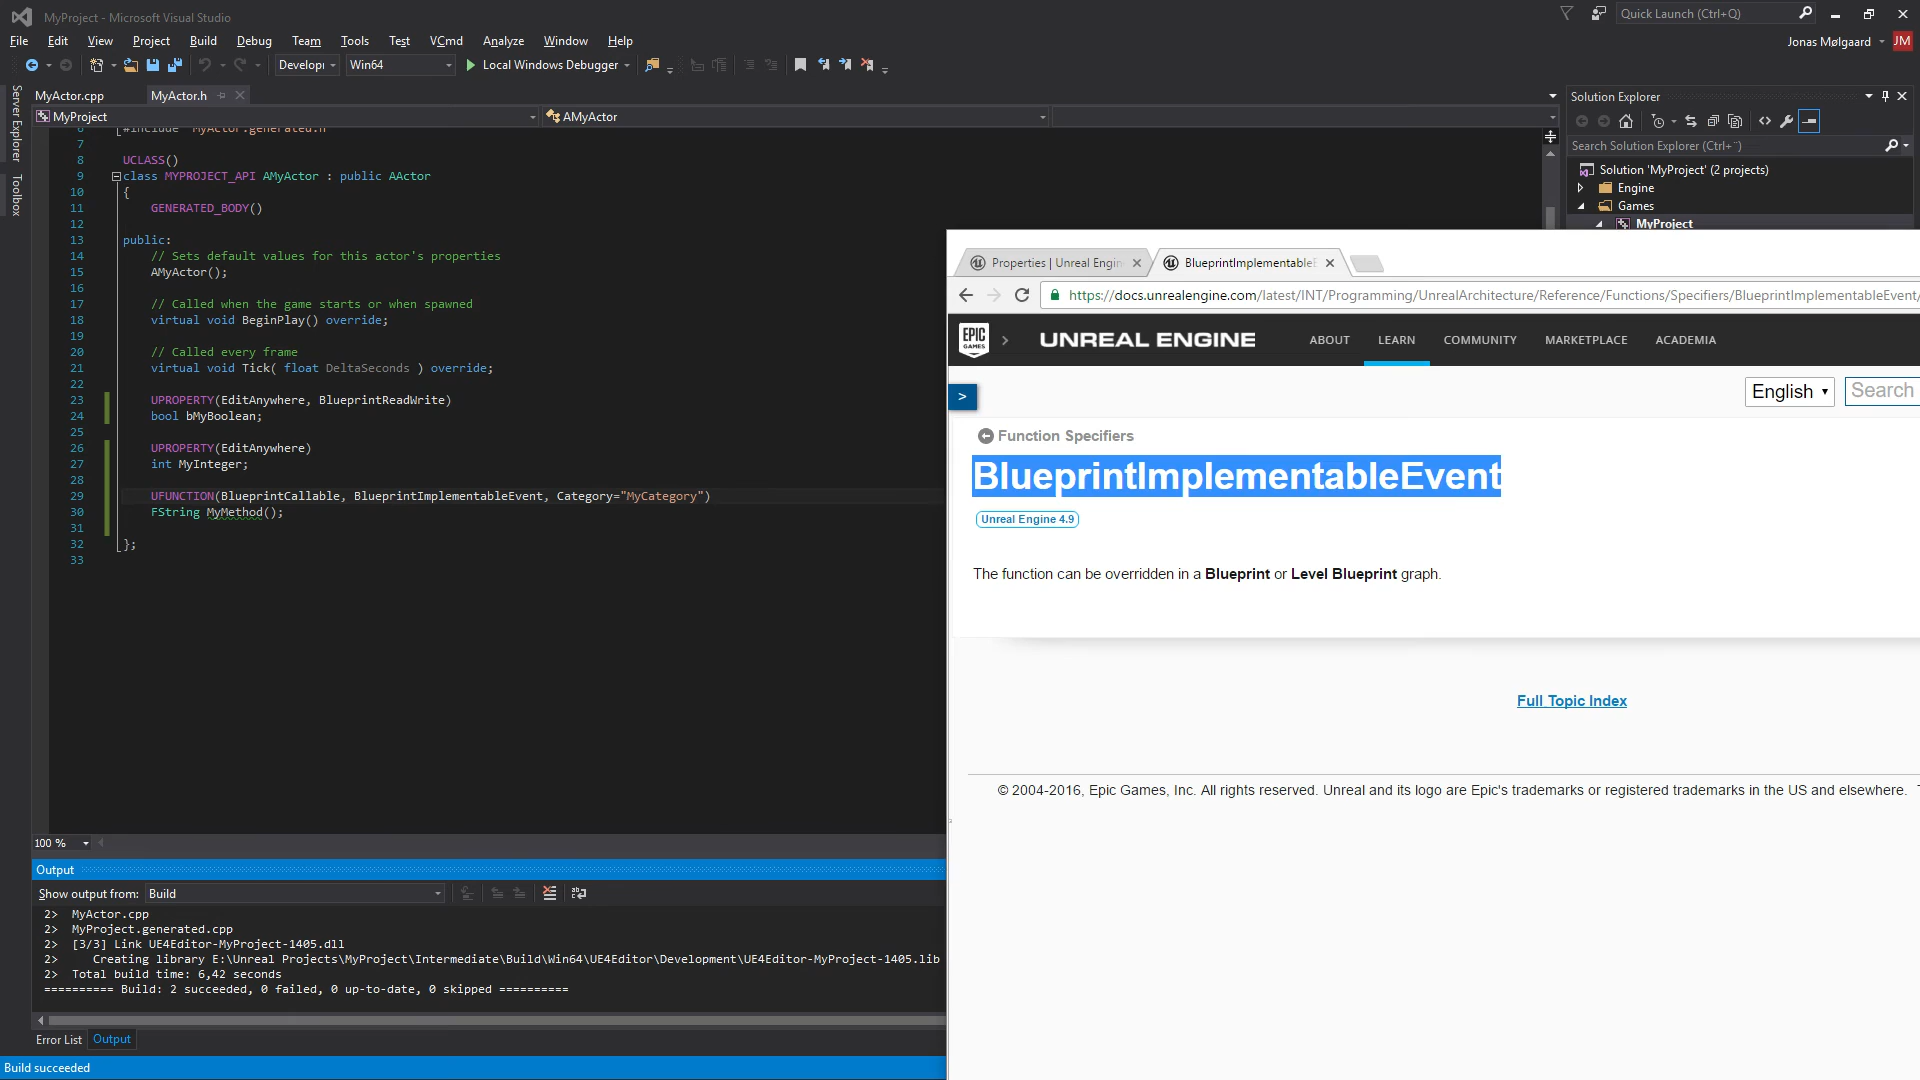 MyProject - Microsoft Visual Studio
Quick Launch (Ctrl+Q)
File Edit View Project Build Debug Team Tools Test VCmd Analyze Window Help
Jonas Mølgaard JM
Developi Win64 Local Windows Debugger
Server Explorer
Toolbox
MyActor.cpp MyActor.h
MyProject AMyActor
6 #include "MyActor.generated.h"
7
8 UCLASS()
9 class MYPROJECT_API AMyActor : public AActor
10 {
11 GENERATED_BODY()
12
13 public:
14 // Sets default values for this actor's properties
15 AMyActor();
16
17 // Called when the game starts or when spawned
18 virtual void BeginPlay() override;
19
20 // Called every frame
21 virtual void Tick( float DeltaSeconds ) override;
22
23 UPROPERTY(EditAnywhere, BlueprintReadWrite)
24 bool bMyBoolean;
25
26 UPROPERTY(EditAnywhere)
27 int MyInteger;
28
29 UFUNCTION(BlueprintCallable, BlueprintImplementableEvent, Category="MyCategory")
30 FString MyMethod();
31
32 };
33
100 %
Solution Explorer
Search Solution Explorer (Ctrl+¨)
Solution 'MyProject' (2 projects)
Engine
Games
MyProject
Properties | Unreal Engin
BlueprintImplementableE
https://docs.unrealengine.com/latest/INT/Programming/UnrealArchitecture/Reference/Functions/Specifiers/BlueprintImplementableEvent/
EPIC GAMES
UNREAL ENGINE
ABOUT LEARN COMMUNITY MARKETPLACE ACADEMIA
>
English
Search
Function Specifiers
BlueprintImplementableEvent
Unreal Engine 4.9
The function can be overridden in a Blueprint or Level Blueprint graph.
Full Topic Index
© 2004-2016, Epic Games, Inc. All rights reserved. Unreal and its logo are Epic's trademarks or registered trademarks in the US and elsewhere.
Output
Show output from: Build
2> MyActor.cpp
2> MyProject.generated.cpp
2> [3/3] Link UE4Editor-MyProject-1405.dll
2> Creating library E:\Unreal Projects\MyProject\Intermediate\Build\Win64\UE4Editor\Development\UE4Editor-MyProject-1405.lib
2> Total build time: 6,42 seconds
========== Build: 2 succeeded, 0 failed, 0 up-to-date, 0 skipped ==========
Error List Output
Build succeeded